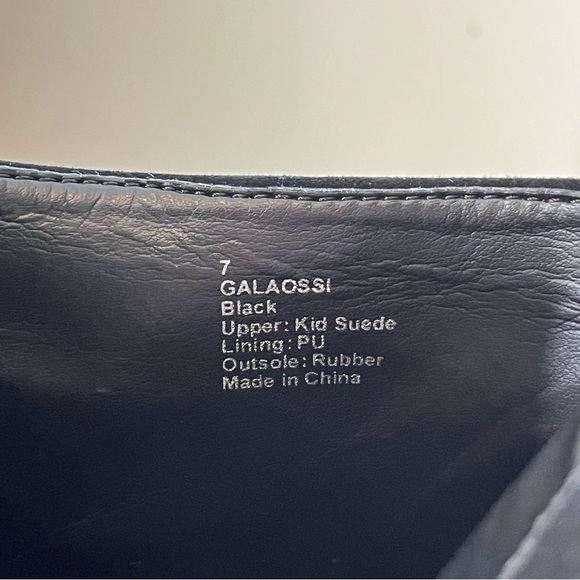 7
GALAOSSI
Black
Upper: Kid Suede
Lining: PU
Outsole: Rubber
Made in China